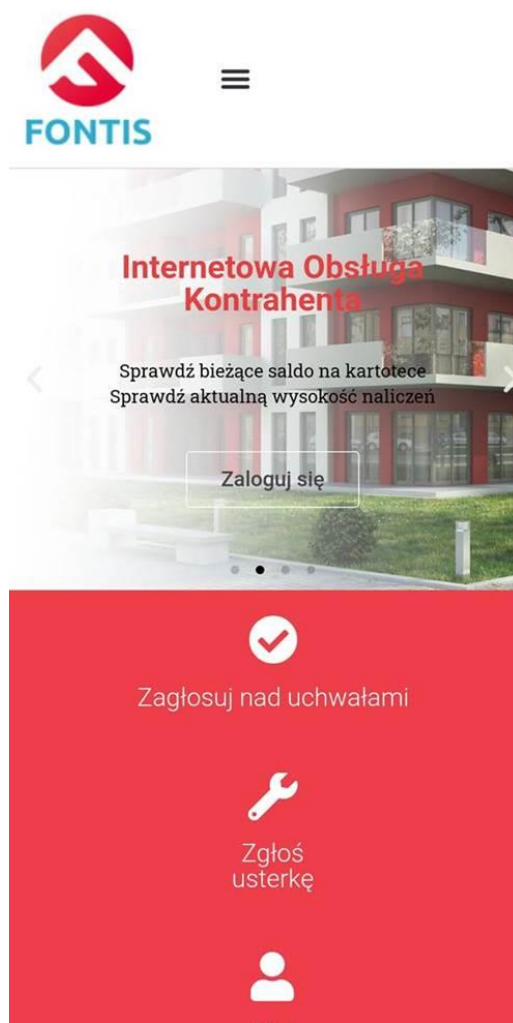 FONTIS
Internetowa Obsługa
Kontrahenta
Sprawdź bieżące saldo na kartotece
Sprawdź aktualną wysokość naliczeń
Zaloguj się
Zagłosuj nad uchwałami
Zgłoś
usterkę